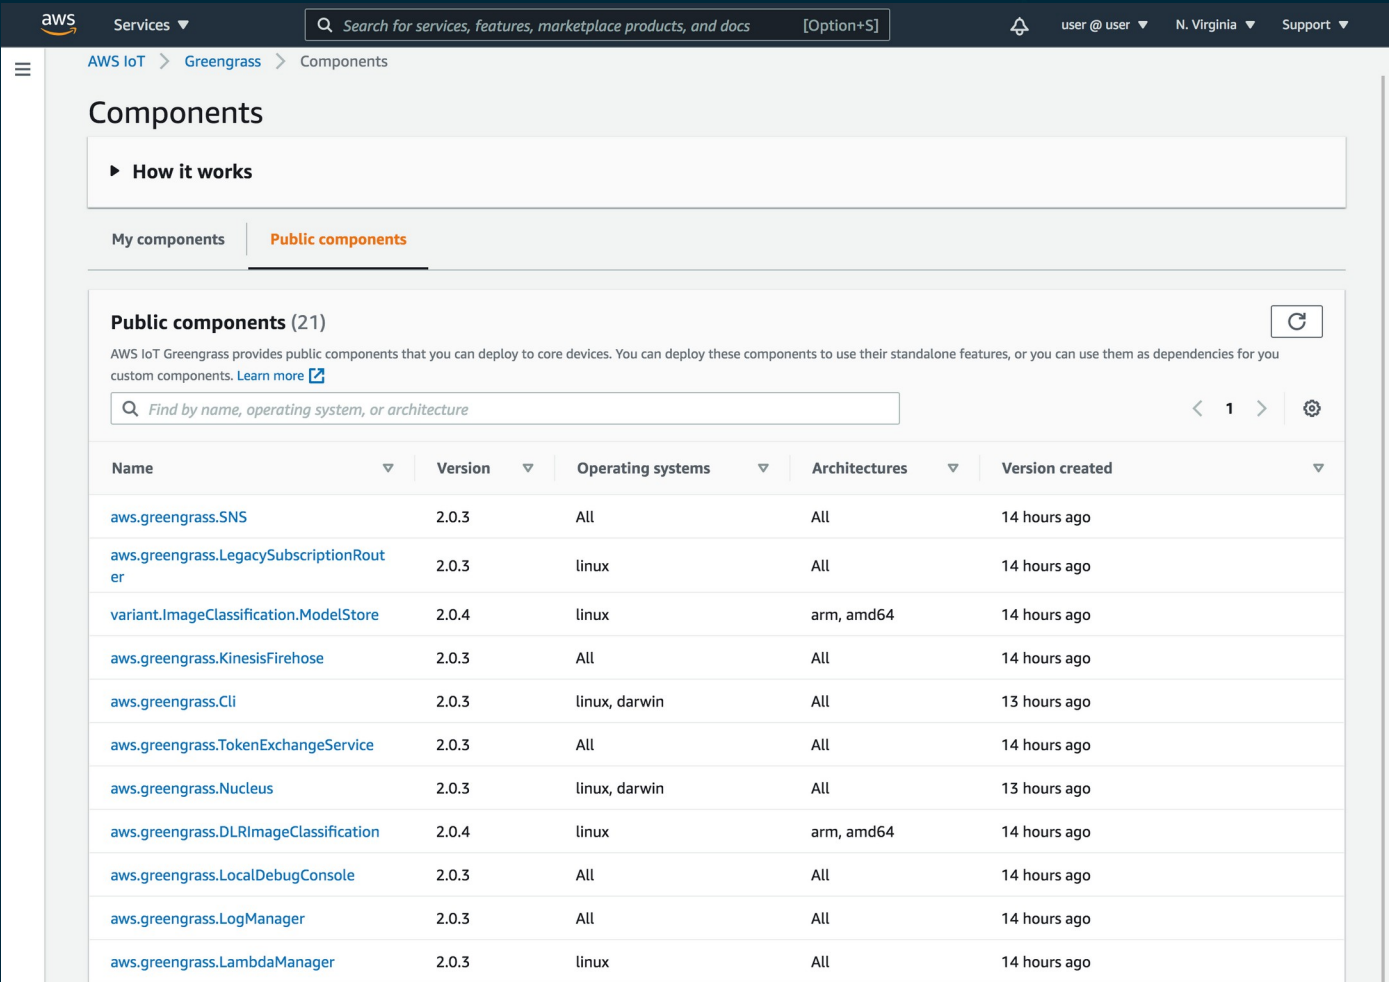 aws
Services ▼
Search for services, features, marketplace products, and docs
[Option+S]
user @ user ▼
N. Virginia ▼
Support ▼
AWS IoT > Greengrass > Components
Components
How it works
My components
Public components
Public components (21)
AWS IoT Greengrass provides public components that you can deploy to core devices. You can deploy these components to use their standalone features, or you can use them as dependencies for you
custom components. Learn more
Find by name, operating system, or architecture
1
Name Version Operating systems Architectures Version created
aws.greengrass.SNS 2.0.3 All All 14 hours ago
aws.greengrass.LegacySubscriptionRout
er
2.0.3 linux All 14 hours ago
variant.ImageClassification.ModelStore 2.0.4 linux arm, amd64 14 hours ago
aws.greengrass.KinesisFirehose 2.0.3 All All 14 hours ago
aws.greengrass.Cli 2.0.3 linux, darwin All 13 hours ago
aws.greengrass.TokenExchangeService 2.0.3 All All 14 hours ago
aws.greengrass.Nucleus 2.0.3 linux, darwin All 13 hours ago
aws.greengrass.DLRImageClassification 2.0.4 linux arm, amd64 14 hours ago
aws.greengrass.LocalDebugConsole 2.0.3 All All 14 hours ago
aws.greengrass.LogManager 2.0.3 All All 14 hours ago
aws.greengrass.LambdaManager 2.0.3 linux All 14 hours ago